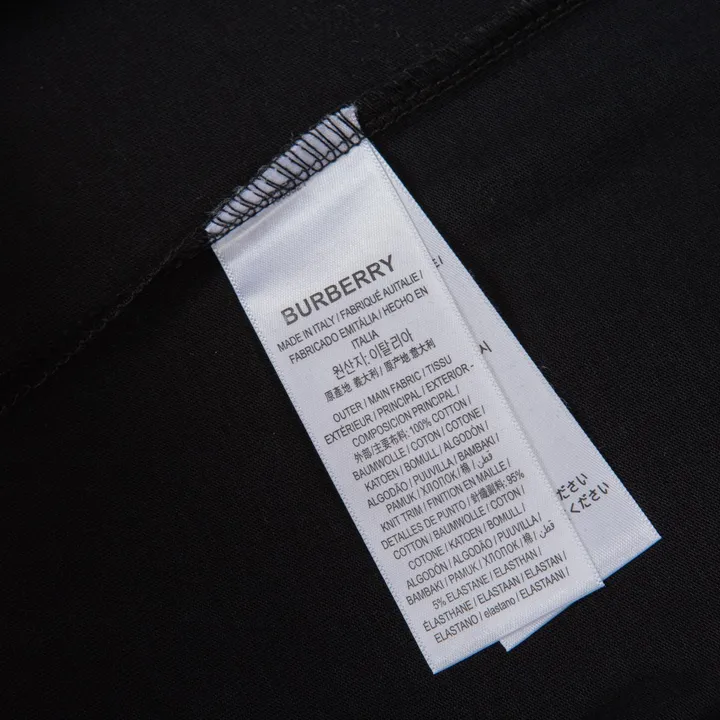 BURBERRY
MADE IN ITALY / FABRIQUÉ AUITALIE /
FABRICADO EMITÁLIA / HECHO EN
ITALIA
원산지:이탈리아
原產地 義大利 / 原产地 意大利
OUTER / MAIN FABRIC / TISSU
EXTÉRIEUR / PRINCIPAL / EXTERIOR -
COMPOSICION PRINCIPAL /
外部/主要布料: 100% COTTON /
BAUMWOLLE / COTON / COTONE /
KATOEN / BOMULL / ALGODÓN /
ALGODÃO / PUUVILLA / BAMBAKI /
PAMUK / ХЛОПОК / 棉 / قطن /
KNIT TRIM / FINITION EN MAILLE /
DETALLES DE PUNTO / 針織副料: 95%
COTTON / BAUMWOLLE / COTON /
COTONE / KATOEN / BOMULL /
ALGODÓN / ALGODÃO / PUUVILLA /
BAMBAKI / PAMUK / ХЛОПОК / 棉 / قطن
5% ELASTANE / ELASTHAN /
ÉLASTHANE / ELASTAN / ELASTAANI /
ELASTANO / elastano / ELASTAN
ださい
ください